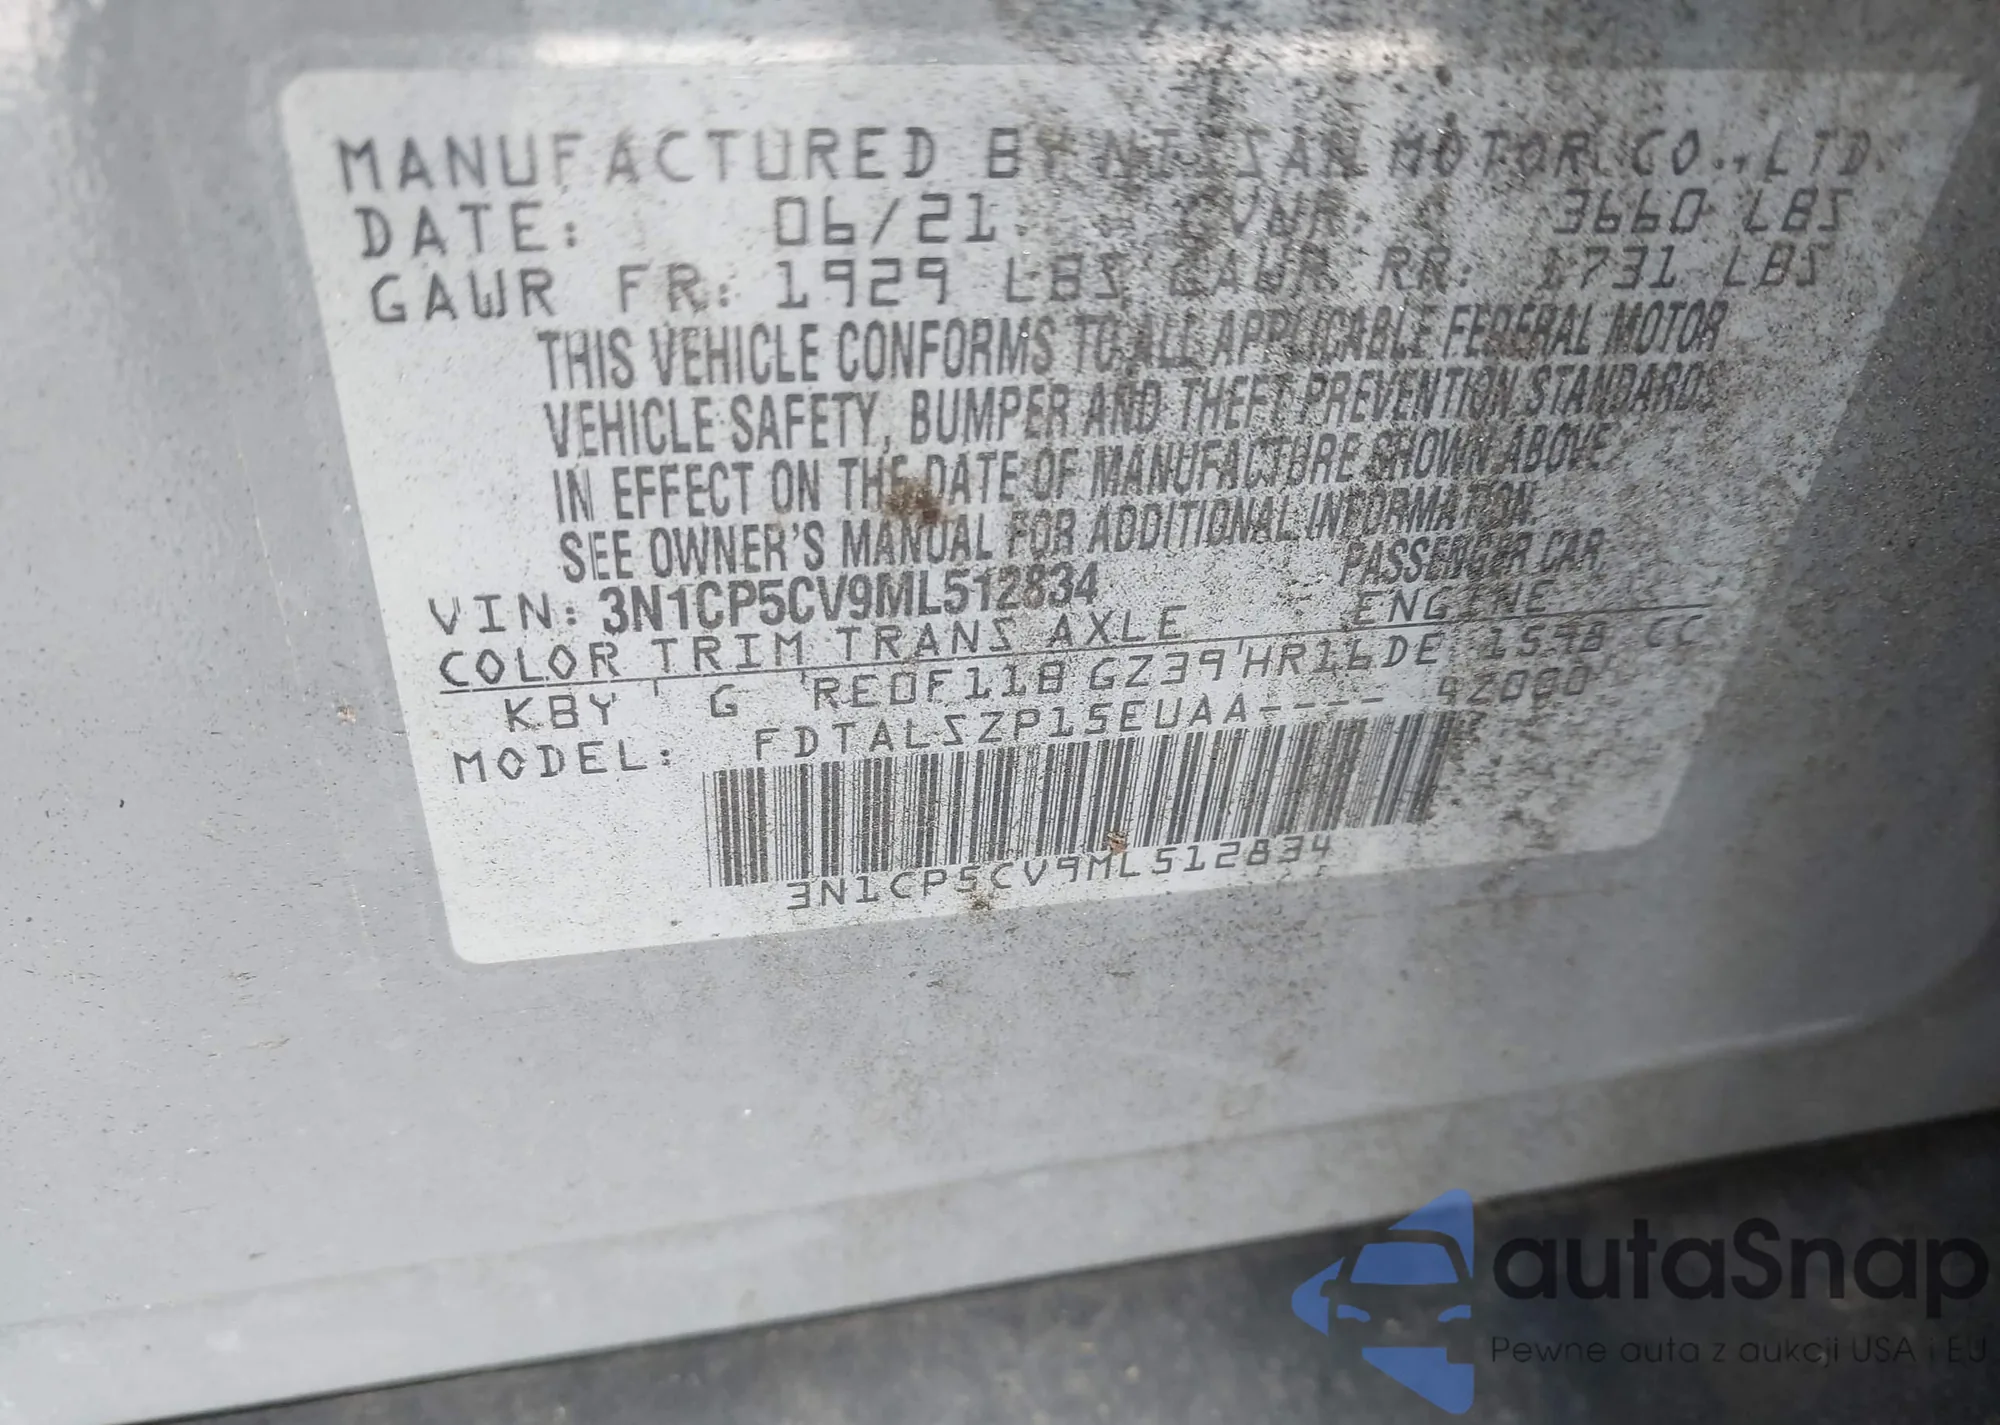 MANUFACTURED BY NISSAN MOTOR CO., LTD.
DATE: 06/21 GVWR: 3660 LBS
GAWR FR: 1929 LBS GAWR RR: 1731 LBS
THIS VEHICLE CONFORMS TO ALL APPLICABLE FEDERAL MOTOR
VEHICLE SAFETY, BUMPER AND THEFT PREVENTION STANDARDS
IN EFFECT ON THE DATE OF MANUFACTURE SHOWN ABOVE.
SEE OWNER'S MANUAL FOR ADDITIONAL INFORMATION.
VIN: 3N1CP5CV9ML512834 PASSENGER CAR
COLOR TRIM TRANS AXLE ENGINE
KBY G RE0F11B GZ39 HR16DE 1598 CC
MODEL: FDTALSZP15EUAA---- 42000
3N1CP5CV9ML512834
autaSnap
Pewne auta z aukcji USA i EU